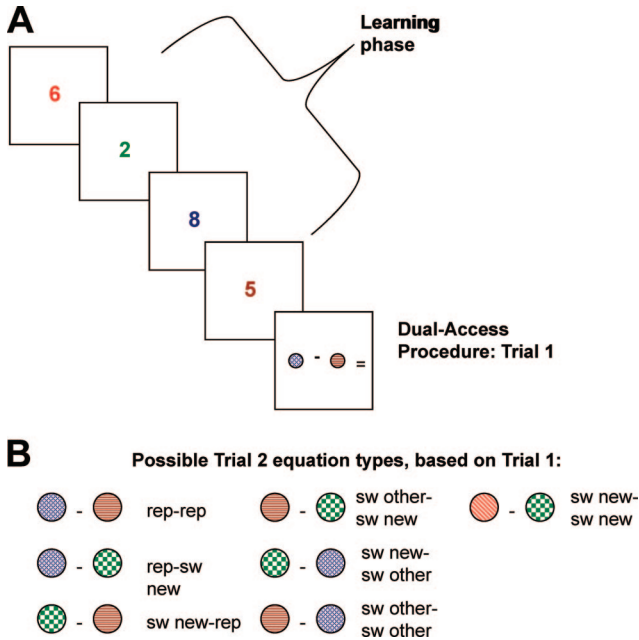 A
Learning
phase
6
2
8
5
- =
Dual-Access
Procedure: Trial 1
B
Possible Trial 2 equation types, based on Trial 1:
- rep-rep
- sw other-
sw new
- sw new-
sw new
- rep-sw
new
- sw new-
sw other
- sw new-rep
- sw other-
sw other